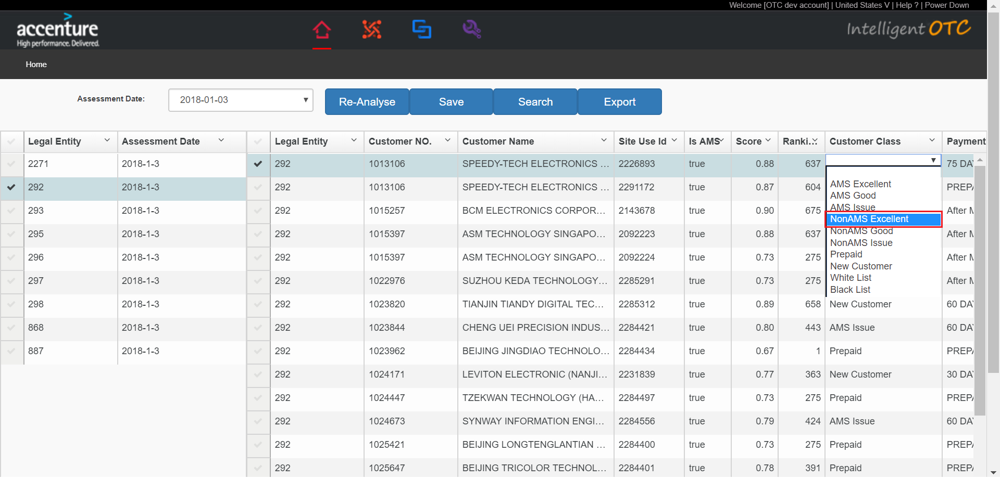 Welcome [OTC dev account] | United States V | Help ? | Power Down
accenture
High performance. Delivered.
Intelligent OTC
Home
Assessment Date:
2018-01-03
Re-Analyse
Save
Search
Export
Legal Entity Assessment Date
2271 2018-1-3
292 2018-1-3
293 2018-1-3
295 2018-1-3
296 2018-1-3
297 2018-1-3
298 2018-1-3
868 2018-1-3
887 2018-1-3
Legal Entity Customer NO. Customer Name Site Use Id Is AMS Score Ranki... Customer Class Payment
292 1013106 SPEEDY-TECH ELECTRONICS ... 2226893 true 0.88 637 75 DA
292 1013106 SPEEDY-TECH ELECTRONICS ... 2291172 true 0.87 604 PREPA
292 1015257 BCM ELECTRONICS CORPOR... 2143678 true 0.90 675 After M
292 1015397 ASM TECHNOLOGY SINGAPO... 2092223 true 0.88 637 After M
292 1015397 ASM TECHNOLOGY SINGAPO... 2092224 true 0.73 275 After M
292 1022976 SUZHOU KEDA TECHNOLOGY... 2285291 true 0.73 275 After M
292 1023820 TIANJIN TIANDY DIGITAL TEC... 2285312 true 0.89 658 New Customer 60 DA
292 1023844 CHENG UEI PRECISION INDUS... 2284421 true 0.80 443 AMS Issue 60 DA
292 1023962 BEIJING JINGDIAO TECHNOLO... 2284434 true 0.67 1 Prepaid PREPA
292 1024171 LEVITON ELECTRONIC (NANJI... 2231839 true 0.77 363 New Customer 30 DA
292 1024447 TZEKWAN TECHNOLOGY (HA... 2284497 true 0.73 275 Prepaid PREPA
292 1024673 SYNWAY INFORMATION ENGI... 2284556 true 0.79 424 AMS Issue 60 DA
292 1025421 BEIJING LONGTENGLANTIAN ... 2284400 true 0.73 275 Prepaid PREPA
292 1025647 BEIJING TRICOLOR TECHNOL... 2284401 true 0.78 391 Prepaid PREPA
AMS Excellent
AMS Good
AMS Issue
NonAMS Excellent
NonAMS Good
NonAMS Issue
Prepaid
New Customer
White List
Black List